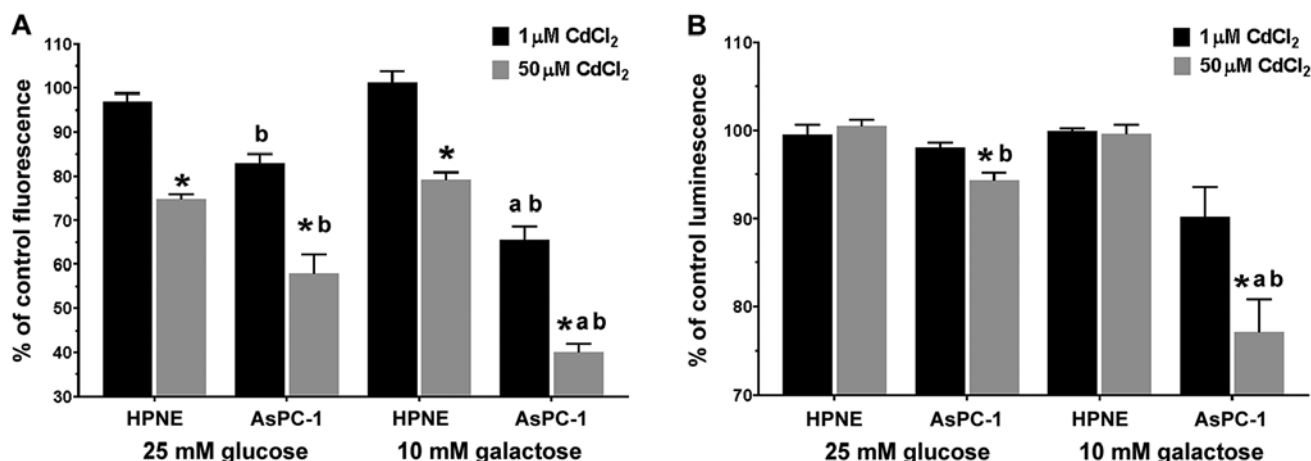 A
% of control fluorescence
110
100
90
80
70
60
50
40
30
1 µM CdCl₂
50 µM CdCl₂
*
b
* b
*
a b
* a b
HPNE AsPC-1 HPNE AsPC-1
25 mM glucose 10 mM galactose
B
% of control luminescence
110
100
90
80
70
1 µM CdCl₂
50 µM CdCl₂
* b
* a b
HPNE AsPC-1 HPNE AsPC-1
25 mM glucose 10 mM galactose